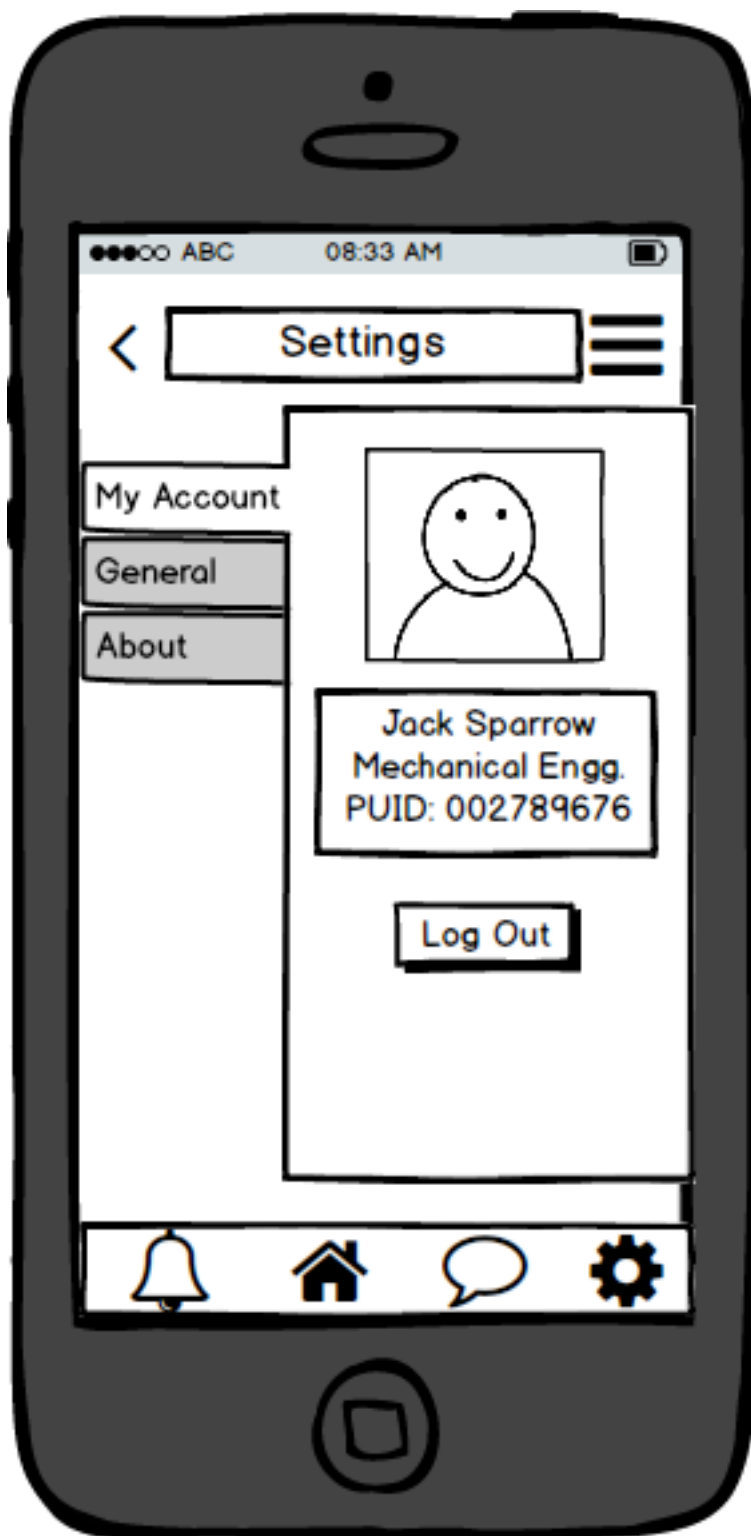 ABC 08:33 AM
Settings
My Account
General
About
Jack Sparrow
Mechanical Engg.
PUID: 002789676
Log Out